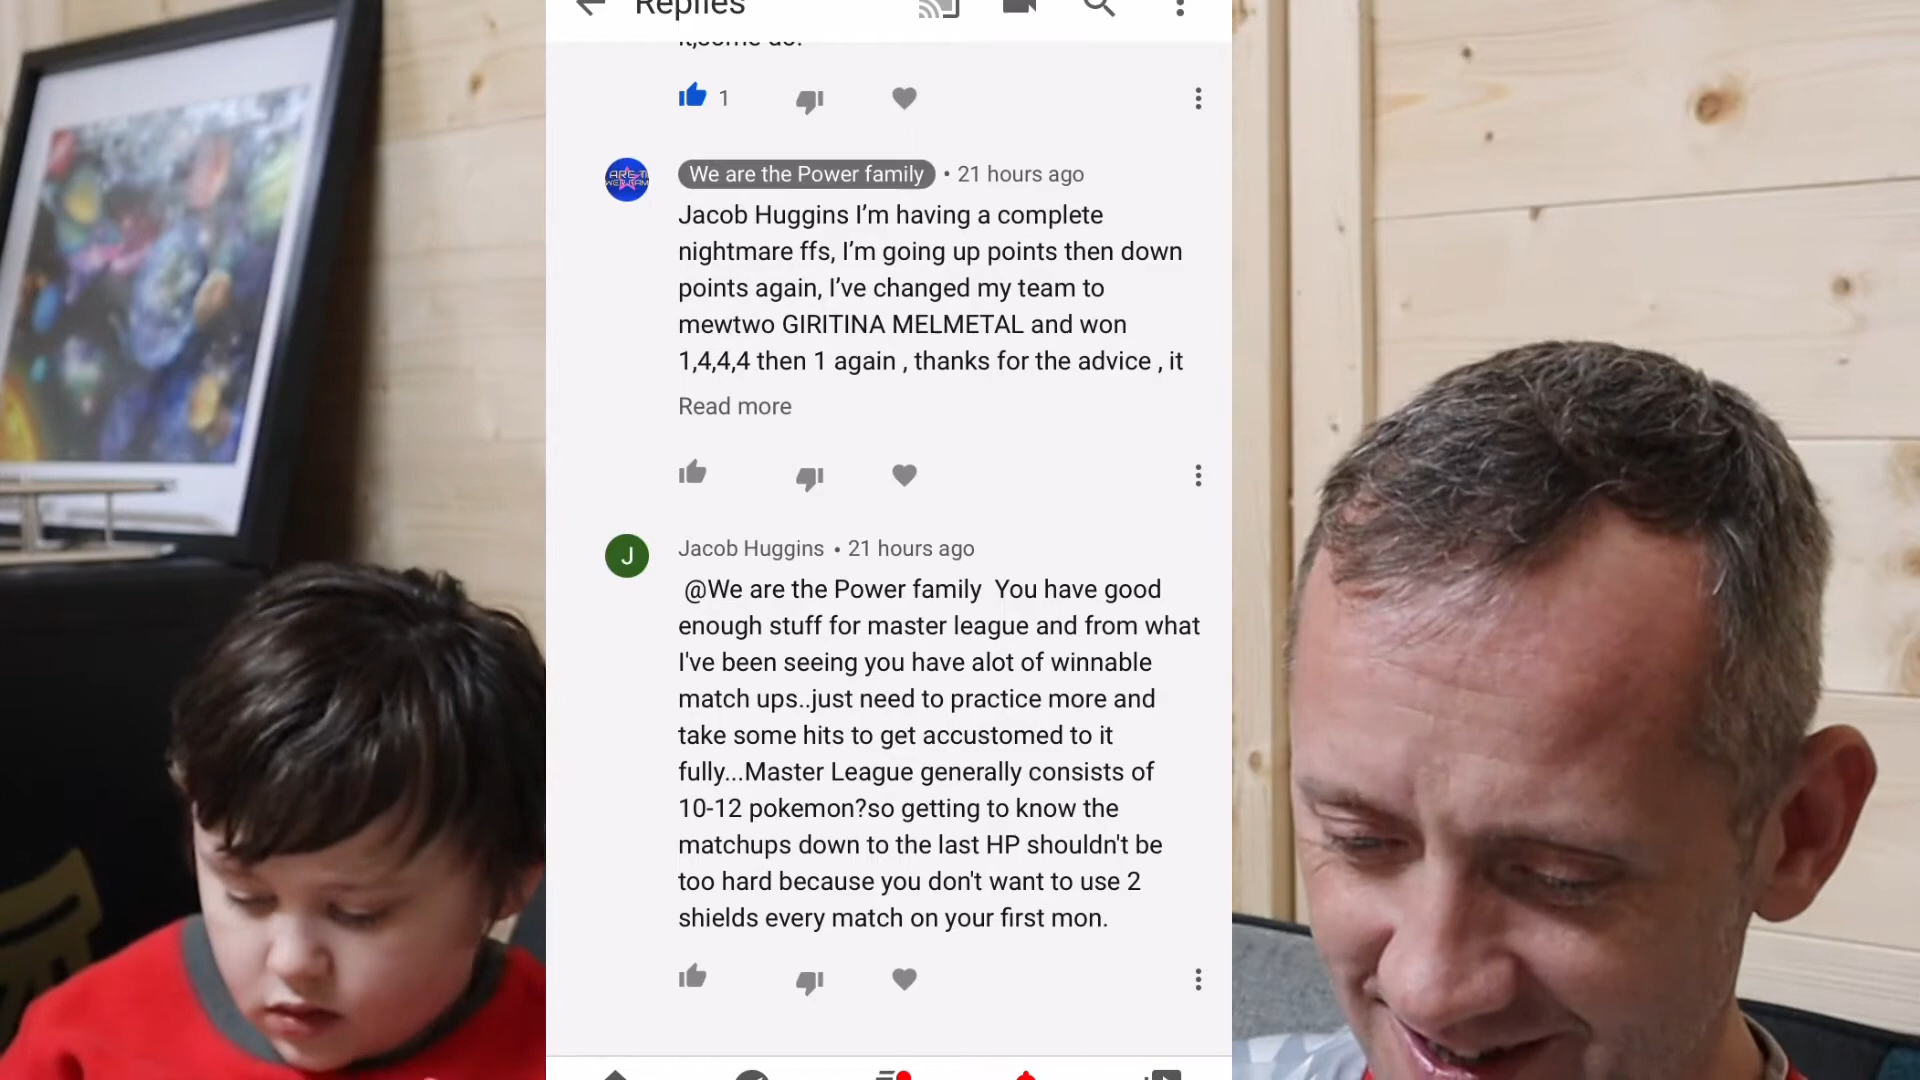 Replies
it,some do.
1
We are the Power family • 21 hours ago
Jacob Huggins I’m having a complete
nightmare ffs, I’m going up points then down
points again, I’ve changed my team to
mewtwo GIRITINA MELMETAL and won
1,4,4,4 then 1 again , thanks for the advice , it
Read more
J
Jacob Huggins • 21 hours ago
@We are the Power family  You have good
enough stuff for master league and from what
I've been seeing you have alot of winnable
match ups..just need to practice more and
take some hits to get accustomed to it
fully...Master League generally consists of
10-12 pokemon?so getting to know the
matchups down to the last HP shouldn't be
too hard because you don't want to use 2
shields every match on your first mon.